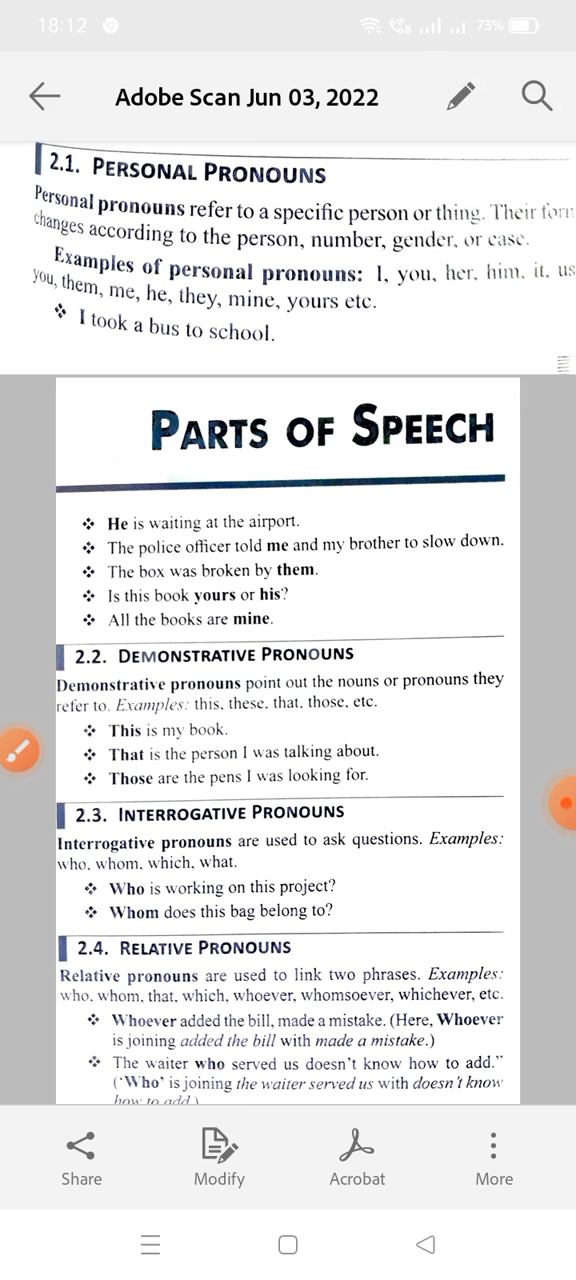 18:12
73%
Adobe Scan Jun 03, 2022
2.1. PERSONAL PRONOUNS
Personal pronouns refer to a specific person or thing. Their
changes according to the person, number, gender, or case.
Examples of personal pronouns: I, you, her, him, it, us
you, them, me, he, they, mine, yours etc.
❖ I took a bus to school.
PARTS OF SPEECH
❖ He is waiting at the airport.
❖ The police officer told me and my brother to slow down.
❖ The box was broken by them.
❖ Is this book yours or his?
❖ All the books are mine.
2.2. DEMONSTRATIVE PRONOUNS
Demonstrative pronouns point out the nouns or pronouns they
refer to. Examples: this, these, that, those, etc.
❖ This is my book.
❖ That is the person I was talking about.
❖ Those are the pens I was looking for.
2.3. INTERROGATIVE PRONOUNS
Interrogative pronouns are used to ask questions. Examples:
who, whom, which, what.
❖ Who is working on this project?
❖ Whom does this bag belong to?
2.4. RELATIVE PRONOUNS
Relative pronouns are used to link two phrases. Examples:
who, whom, that, which, whoever, whomsoever, whichever, etc.
❖ Whoever added the bill, made a mistake. (Here, Whoever
is joining added the bill with made a mistake.)
❖ The waiter who served us doesn't know how to add."
('Who' is joining the waiter served us with doesn't know
how to add.)
Share
Modify
Acrobat
More